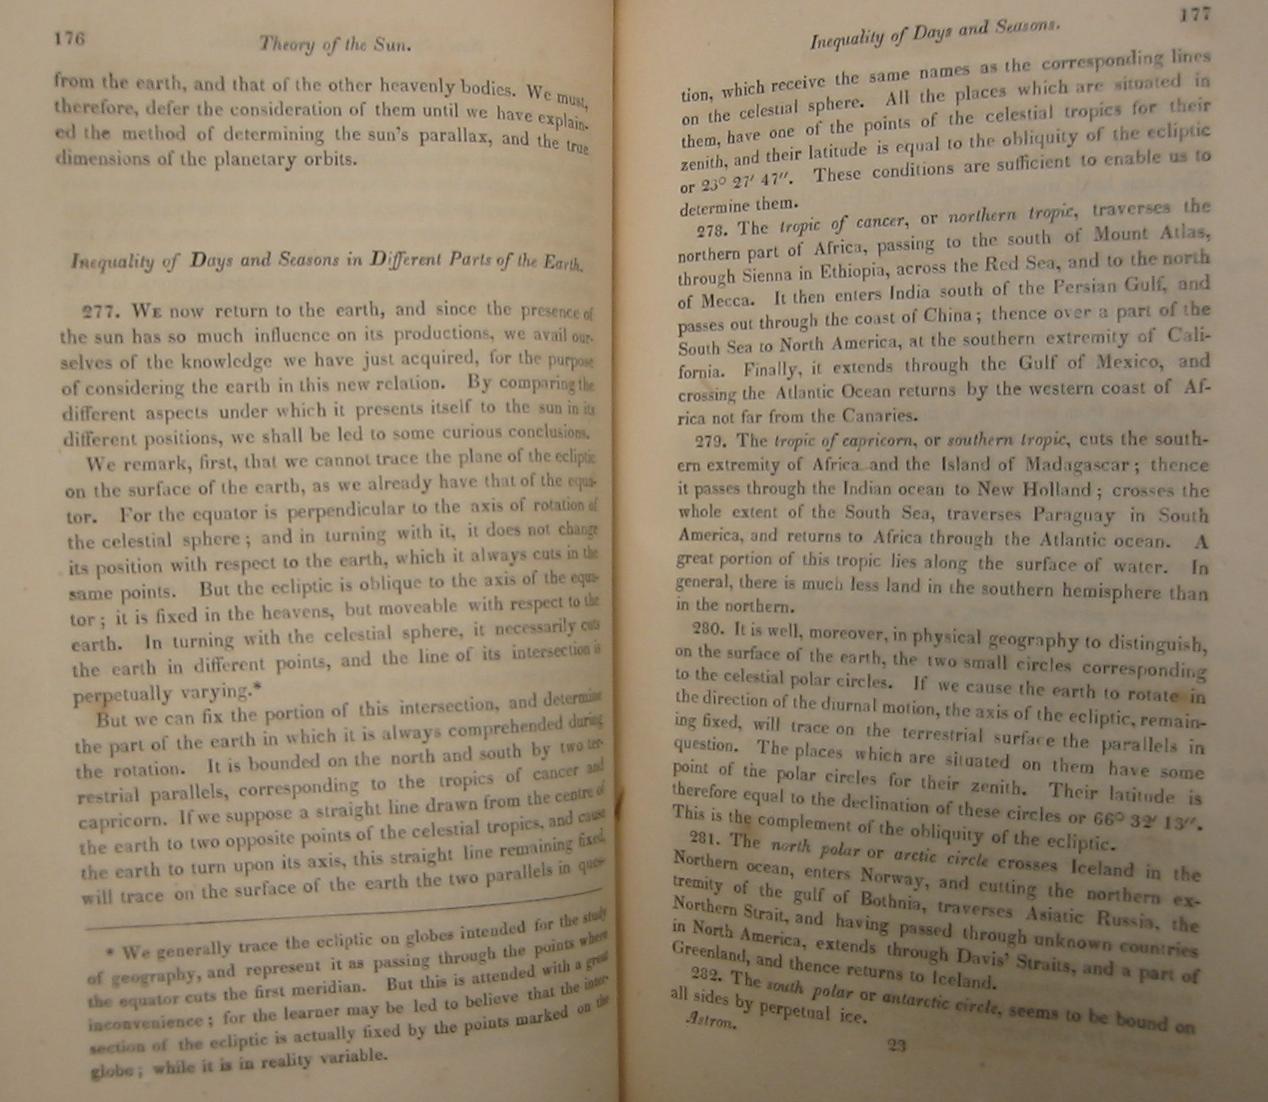 176
Theory of the Sun.
from the earth, and that of the other heavenly bodies. We must,
therefore, defer the consideration of them until we have explain-
ed the method of determining the sun's parallax, and the true
dimensions of the planetary orbits.
Inequality of Days and Seasons in Different Parts of the Earth.
277. WE now return to the earth, and since the presence of
the sun has so much influence on its productions, we avail our-
selves of the knowledge we have just acquired, for the purpose
of considering the earth in this new relation. By comparing the
different aspects under which it presents itself to the sun in its
different positions, we shall be led to some curious conclusions.
We remark, first, that we cannot trace the plane of the ecliptic
on the surface of the earth, as we already have that of the equa-
tor. For the equator is perpendicular to the axis of rotation of
the celestial sphere; and in turning with it, it does not change
its position with respect to the earth, which it always cuts in the
same points. But the ecliptic is oblique to the axis of the equa-
tor; it is fixed in the heavens, but moveable with respect to the
earth. In turning with the celestial sphere, it necessarily cuts
the earth in different points, and the line of its intersection is
perpetually varying.*
But we can fix the portion of this intersection, and determine
the part of the earth in which it is always comprehended during
the rotation. It is bounded on the north and south by two ter-
restrial parallels, corresponding to the tropics of cancer and
capricorn. If we suppose a straight line drawn from the centre of
the earth to two opposite points of the celestial tropics, and cause
the earth to turn upon its axis, this straight line remaining fixed,
will trace on the surface of the earth the two parallels in ques-
* We generally trace the ecliptic on globes intended for the study
of geography, and represent it as passing through the points where
the equator cuts the first meridian. But this is attended with a great
inconvenience; for the learner may be led to believe that the inter-
section of the ecliptic is actually fixed by the points marked on the
globe; while it is in reality variable.
Inequality of Days and Seasons.
177
tion, which receive the same names as the corresponding lines
on the celestial sphere. All the places which are situated in
them, have one of the points of the celestial tropics for their
zenith, and their latitude is equal to the obliquity of the ecliptic
or 23° 27′ 47″. These conditions are sufficient to enable us to
determine them.
278. The tropic of cancer, or northern tropic, traverses the
northern part of Africa, passing to the south of Mount Atlas,
through Sienna in Ethiopia, across the Red Sea, and to the north
of Mecca. It then enters India south of the Persian Gulf, and
passes out through the coast of China; thence over a part of the
South Sea to North America, at the southern extremity of Cali-
fornia. Finally, it extends through the Gulf of Mexico, and
crossing the Atlantic Ocean returns by the western coast of Af-
rica not far from the Canaries.
279. The tropic of capricorn, or southern tropic, cuts the south-
ern extremity of Africa and the Island of Madagascar; thence
it passes through the Indian ocean to New Holland; crosses the
whole extent of the South Sea, traverses Paraguay in South
America, and returns to Africa through the Atlantic ocean. A
great portion of this tropic lies along the surface of water. In
general, there is much less land in the southern hemisphere than
in the northern.
280. It is well, moreover, in physical geography to distinguish,
on the surface of the earth, the two small circles corresponding
to the celestial polar circles. If we cause the earth to rotate in
the direction of the diurnal motion, the axis of the ecliptic, remain-
ing fixed, will trace on the terrestrial surface the parallels in
question. The places which are situated on them have some
point of the polar circles for their zenith. Their latitude is
therefore equal to the declination of these circles or 66° 32′ 13″.
This is the complement of the obliquity of the ecliptic.
281. The north polar or arctic circle crosses Iceland in the
Northern ocean, enters Norway, and cutting the northern ex-
tremity of the gulf of Bothnia, traverses Asiatic Russia, the
Northern Strait, and having passed through unknown countries
in North America, extends through Davis' Straits, and a part of
Greenland, and thence returns to Iceland.
282. The south polar or antarctic circle, seems to be bound on
all sides by perpetual ice.
Astron.
23